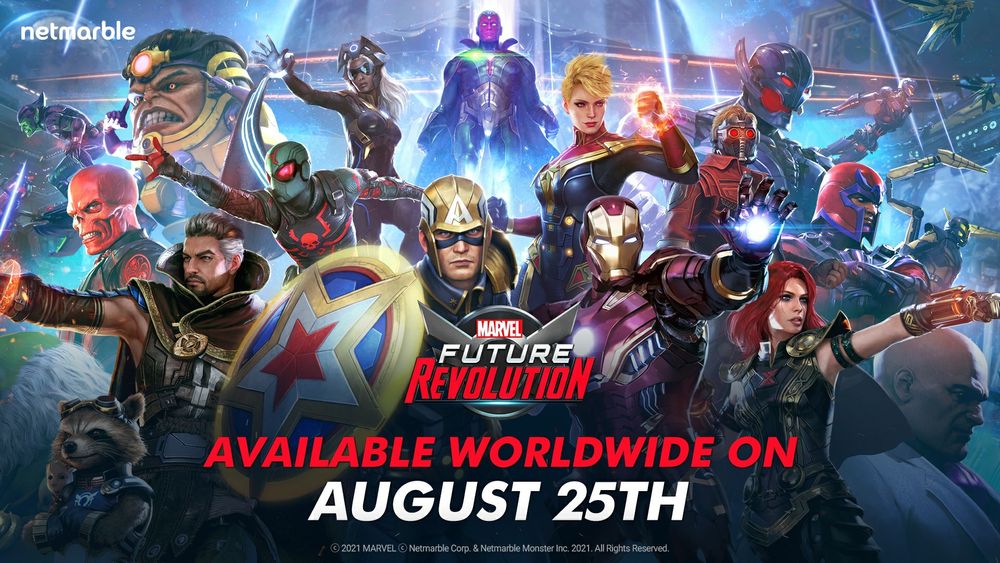 netmarble
MARVEL
FUTURE
REVOLUTION
AVAILABLE WORLDWIDE ON
AUGUST 25TH
ⓒ 2021 MARVEL ⓒ Netmarble Corp. & Netmarble Monster Inc. 2021. All Rights Reserved.